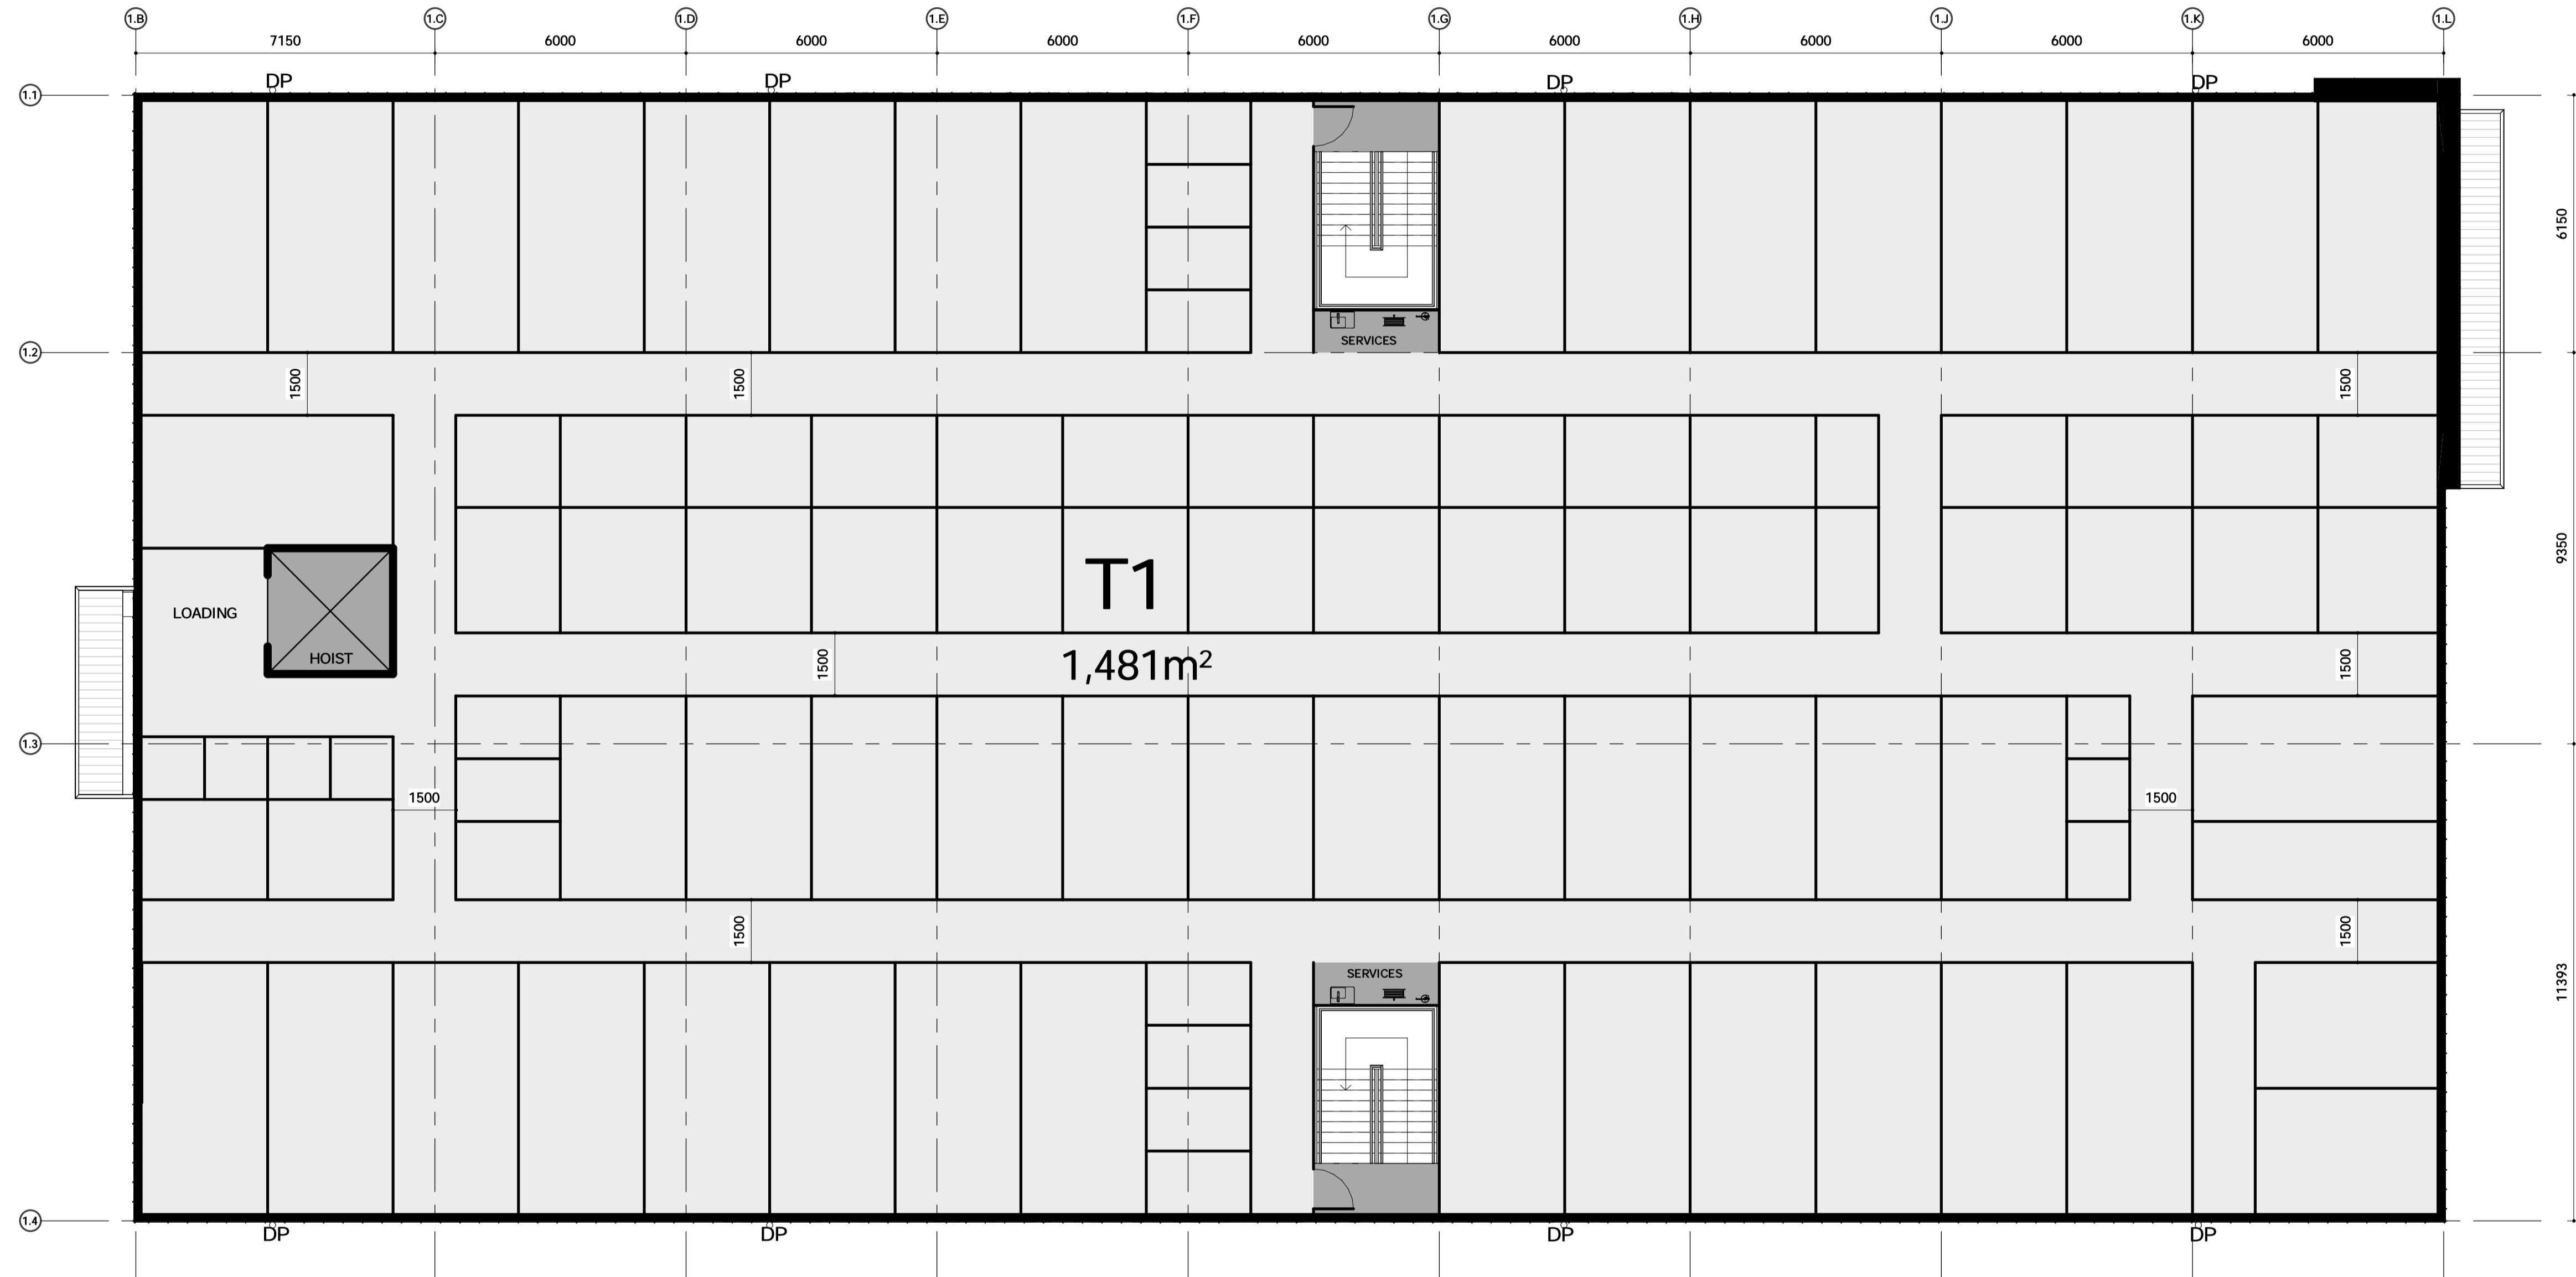 1.B 1.C 1.D 1.E 1.F 1.G 1.H 1.J 1.K 1.L
7150 6000 6000 6000 6000 6000 6000 6000 6000
DP DP DP DP
1.1
6150
SERVICES
1.2
1500 1500 1500
9350
T1
LOADING
HOIST
1,481m²
1500 1500
1.3
1500 1500
1500 1500
SERVICES
11393
1.4
DP DP DP DP